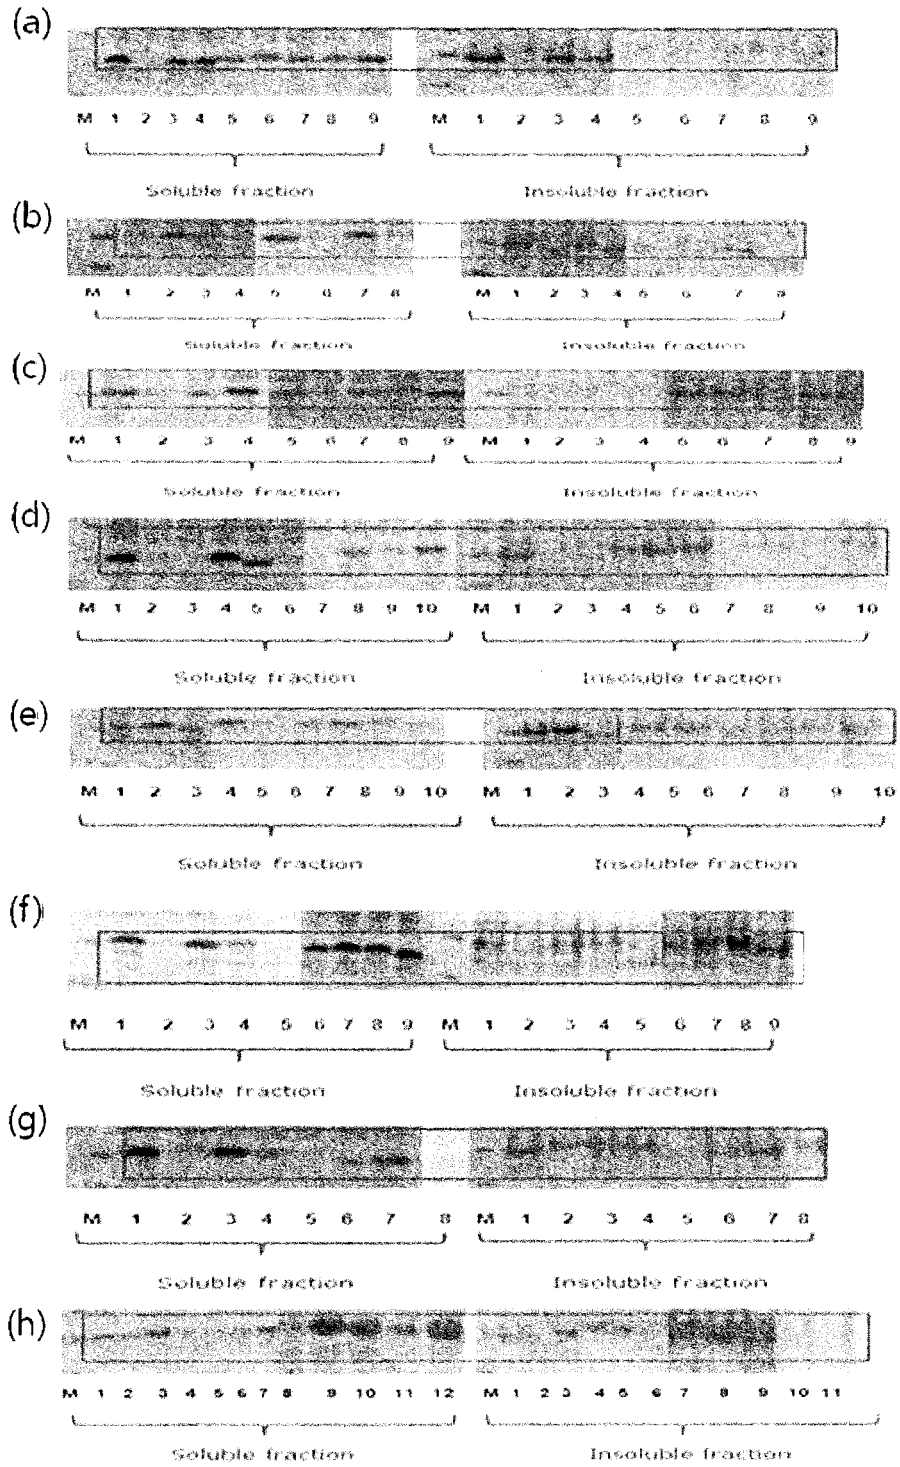 (a)
M 1 2 3 4 5 6 7 8 9 M 1 2 3 4 5 6 7 8 9
Soluble fraction Insoluble fraction
(b)
M 1 2 3 4 5 6 7 8 M 1 2 3 4 5 6 7 8
Soluble fraction Insoluble fraction
(c)
M 1 2 3 4 5 6 7 8 9 M 1 2 3 4 5 6 7 8 9
Soluble fraction Insoluble fraction
(d)
M 1 2 3 4 5 6 7 8 9 10 M 1 2 3 4 5 6 7 8 9 10
Soluble fraction Insoluble fraction
(e)
M 1 2 3 4 5 6 7 8 9 10 M 1 2 3 4 5 6 7 8 9 10
Soluble fraction Insoluble fraction
(f)
M 1 2 3 4 5 6 7 8 9 M 1 2 3 4 5 6 7 8 9
Soluble fraction Insoluble fraction
(g)
M 1 2 3 4 5 6 7 8 M 1 2 3 4 5 6 7 8
Soluble fraction Insoluble fraction
(h)
M 1 2 3 4 5 6 7 8 9 10 11 12 M 1 2 3 4 5 6 7 8 9 10 11
Soluble fraction Insoluble fraction